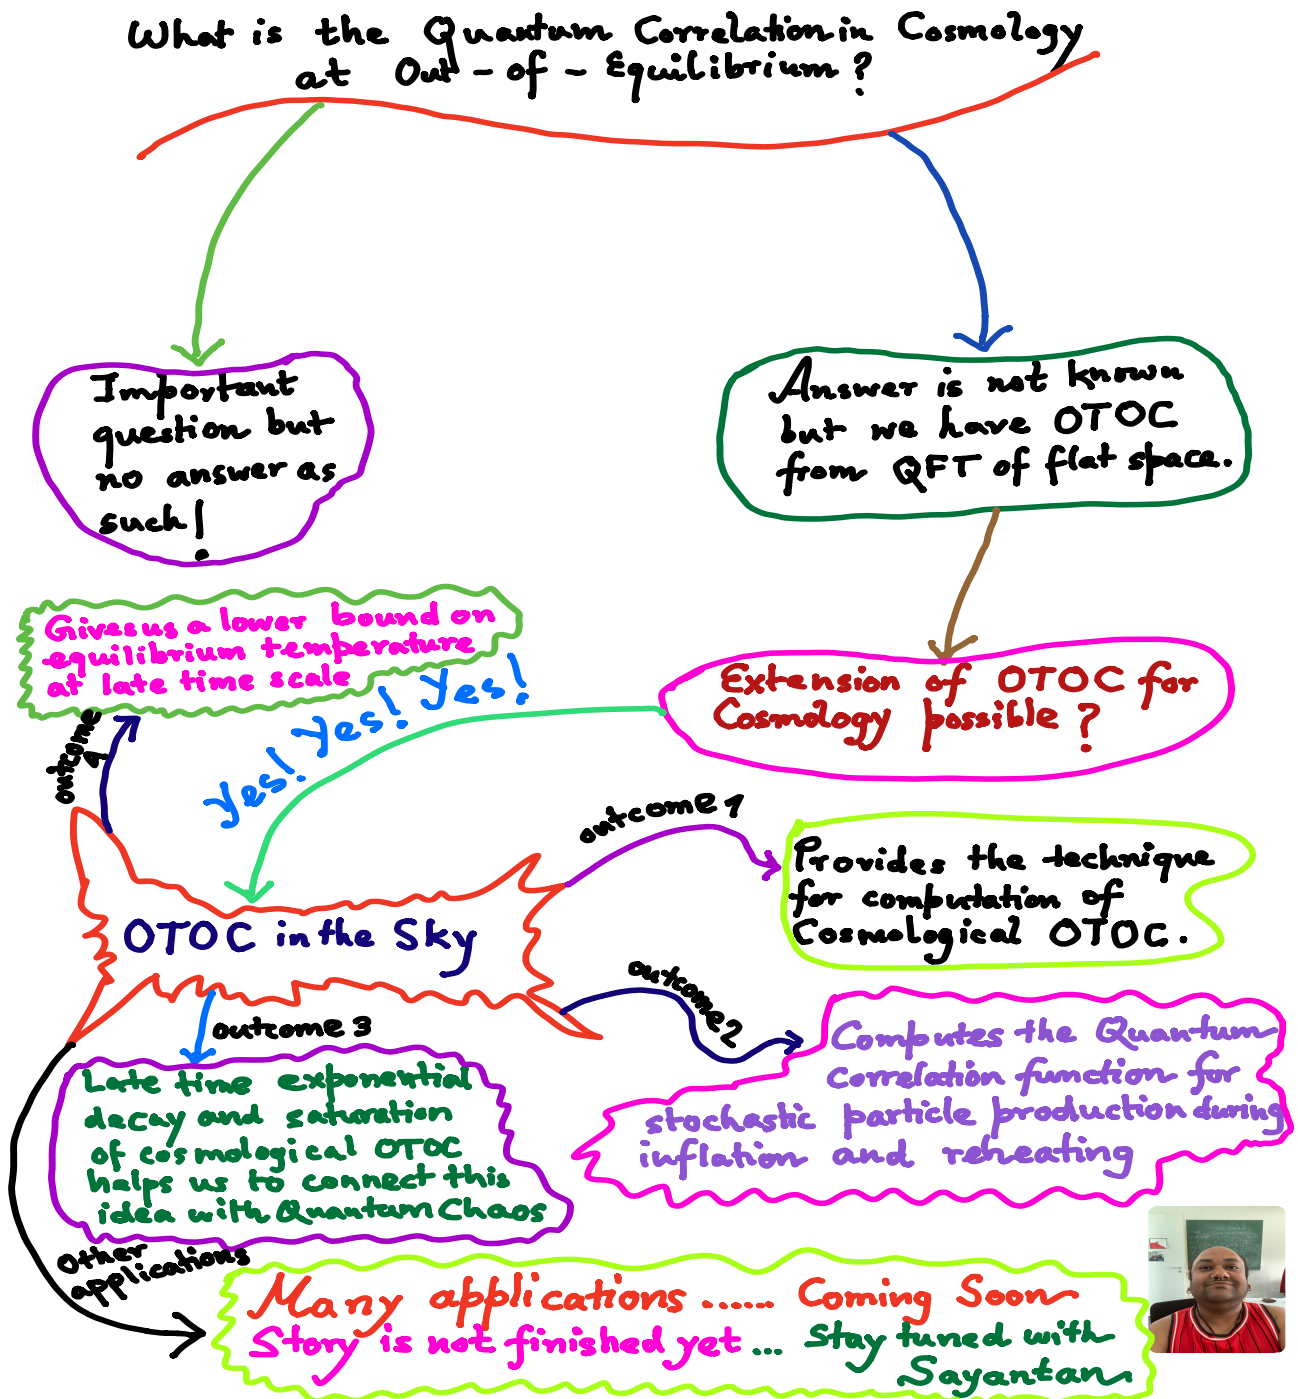 What is the Quantum Correlation in Cosmology
at Out-of-Equilibrium?
Important
question but
no answer as
such!
Answer is not known
but we have OTOC
from QFT of flat space.
Gives us a lower bound on
equilibrium temperature
at late time scale
outcome
4
Yes! Yes! Yes!
Extension of OTOC for
Cosmology possible?
outcome 1
Provides the technique
for computation of
Cosmological OTOC.
OTOC in the Sky
outcome 2
Computes the Quantum
Correlation function for
stochastic particle production during
inflation and reheating
outcome 3
Late time exponential
decay and saturation
of cosmological OTOC
helps us to connect this
idea with Quantum Chaos
Other
applications
Many applications ...... Coming Soon
Story is not finished yet ... Stay tuned with
Sayantan